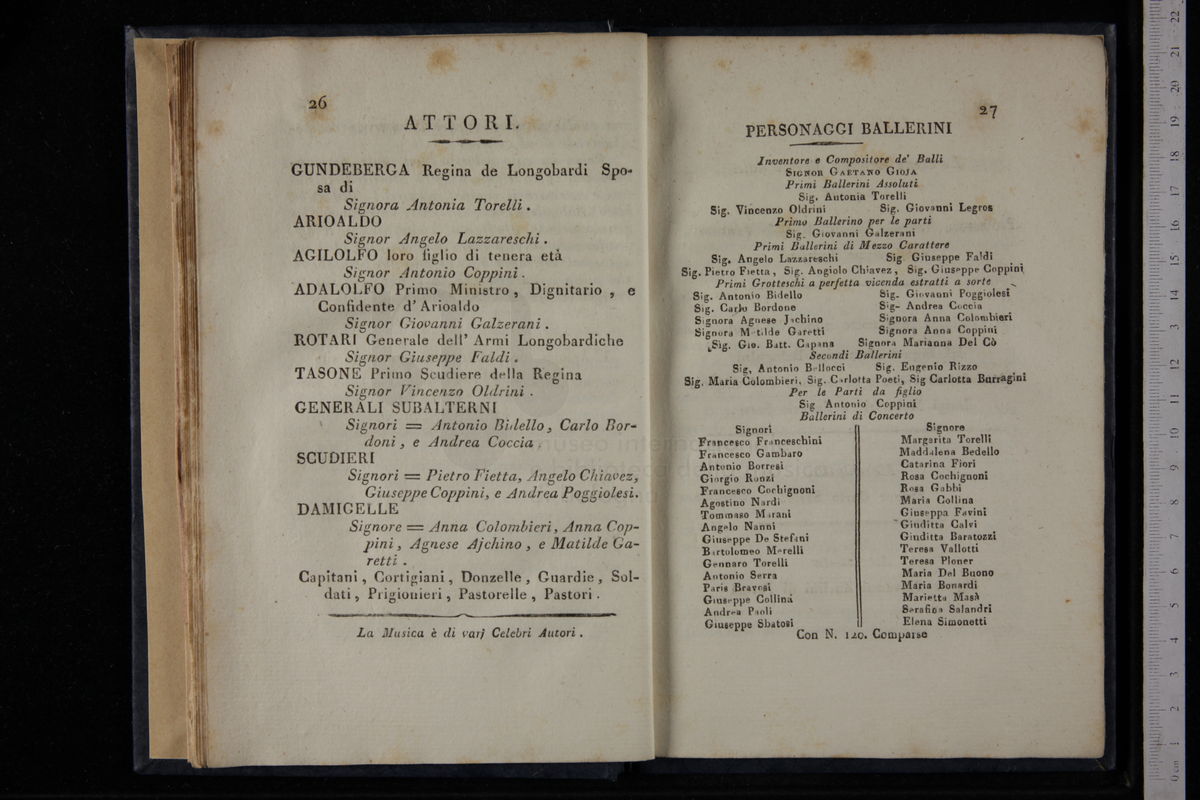 26
ATTORI.
GUNDEBERGA Regina de Longobardi Spo-
sa di
Signora Antonia Torelli.
ARIOALDO
Signor Angelo Lazzareschi.
AGILOLFO loro figlio di tenera età
Signor Antonio Coppini.
ADALOLFO Primo Ministro, Dignitario, e
Confidente d'Arioaldo
Signor Giovanni Galzerani.
ROTARI Generale dell' Armi Longobardiche
Signor Giuseppe Faldi.
TASONE Primo Scudiere della Regina
Signor Vincenzo Oldrini.
GENERALI SUBALTERNI
Signori = Antonio Bidello, Carlo Bor-
doni, e Andrea Coccia.
SCUDIERI
Signori = Pietro Fietta, Angelo Chiavez,
Giuseppe Coppini, e Andrea Poggiolesi.
DAMIGELLE
Signore = Anna Colombieri, Anna Cop-
pini, Agnese Ajchino, e Matilde Ga-
retti.
Capitani, Cortigiani, Donzelle, Guardie, Sol-
dati, Prigionieri, Pastorelle, Pastori.
La Musica è di varj Celebri Autori.
27
PERSONAGGI BALLERINI
Inventore e Compositore de' Balli
SIGNOR GAETANO GIOJA
Primi Ballerini Assoluti
Sig. Antonia Torelli
Sig. Vincenzo Oldrini Sig. Giovanni Legros
Primo Ballerino per le parti
Sig. Giovanni Galzerani
Primi Ballerini di Mezzo Carattere
Sig. Angelo Lazzareschi Sig. Giuseppe Faldi
Sig. Pietro Fietta, Sig. Angiolo Chiavez, Sig. Giuseppe Coppini
Primi Grotteschi a perfetta vicenda estratti a sorte
Sig. Antonio Bidello Sig. Giovanni Poggiolesi
Sig. Carlo Bordone Sig- Andrea Coccia
Signora Agnese Jachino Signora Anna Colombieri
Signora Matilde Garetti Signora Anna Coppini
Sig. Gio. Batt. Capana Signora Marianna Del Cò
Secondi Ballerini
Sig, Antonio Bellocci Sig. Eugenio Rizzo
Sig. Maria Colombieri, Sig. Carlotta Poeti, Sig Carlotta Burragini
Per le Parti da figlio
Sig Antonio Coppini
Ballerini di Concerto
Signori Signore
Francesco Franceschini Margarita Torelli
Francesco Gambaro Maddalena Bedello
Antonio Borresi Catarina Fiori
Giorgio Ronzi Rosa Cochignoni
Francesco Cochignoni Rosa Gabbi
Agostino Nardi Maria Collina
Tommaso Marani Giuseppa Favini
Angelo Nanni Giuditta Calvi
Giuseppe De Stefani Giuditta Baratozzi
Bartolomeo Merelli Teresa Vallotti
Gennaro Torelli Teresa Ploner
Antonio Serra Maria Del Buono
Paris Bravosi Maria Bonardi
Giuseppe Collina Marietta Masà
Andrea Paoli Serafina Salandri
Giuseppe Sbatosi Elena Simonetti
Con N. 120. Comparse